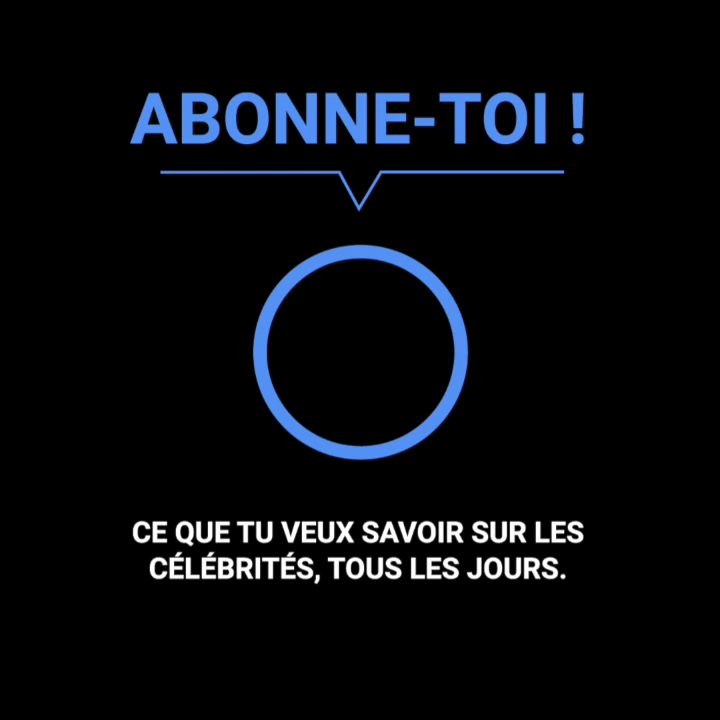 ABONNE-TOI !
CE QUE TU VEUX SAVOIR SUR LES
CÉLÉBRITÉS, TOUS LES JOURS.